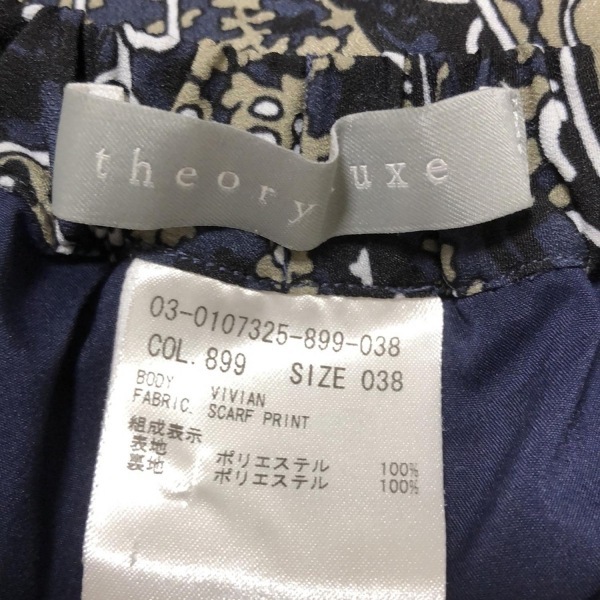 theory uxe
03-0107325-899-038
COL. 899 SIZE 038
BODY VIVIAN
FABRIC. SCARF PRINT
組成表示
表地 ポリエステル 100%
裏地 ポリエステル 100%